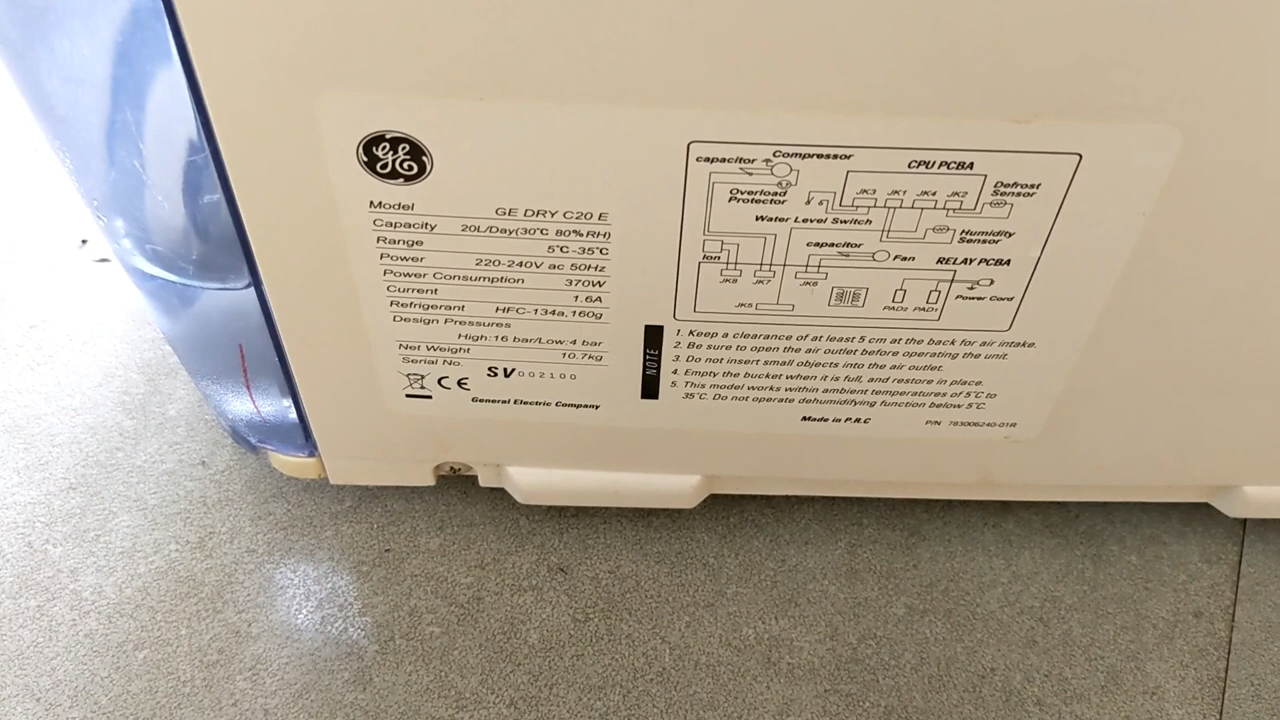 GE
Model GE DRY C20 E
Capacity 20L/Day(30℃ 80%RH)
Range 5℃-35℃
Power 220-240V ac 50Hz
Power Consumption 370W
Current 1.6A
Refrigerant HFC-134a,160g
Design Pressures
High:16 bar/Low:4 bar
Net Weight 10.7kg
Serial No. SV002100
CE
General Electric Company
capacitor
Compressor
CPU PCBA
Overload
Protector
JK3 JK1 JK4 JK2
Defrost
Sensor
Water Level Switch
Humidity
Sensor
capacitor
Fan
Ion
RELAY PCBA
JK8 JK7 JK6
Power Cord
JK5
PAD2 PAD1
NOTE
1. Keep a clearance of at least 5 cm at the back for air intake.
2. Be sure to open the air outlet before operating the unit.
3. Do not insert small objects into the air outlet.
4. Empty the bucket when it is full, and restore in place.
5. This model works within ambient temperatures of 5℃ to
35℃. Do not operate dehumidifying function below 5℃.
Made in P.R.C
P/N 783006240-01R